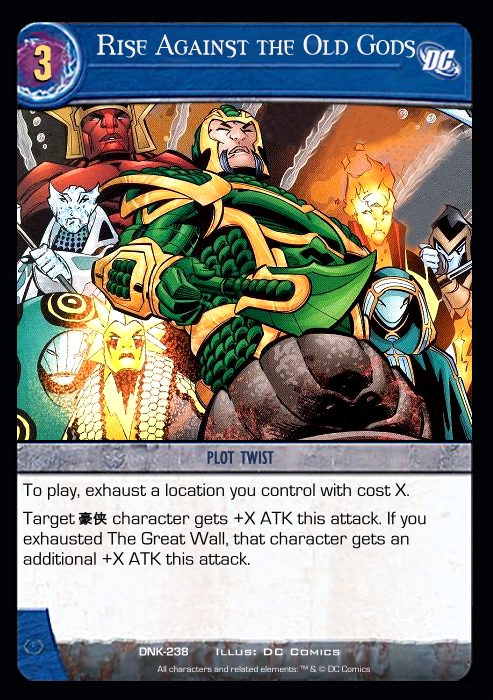 3
Rise Against the Old Gods
DC
PLOT TWIST
To play, exhaust a location you control with cost X.
Target 豪侠 character gets +X ATK this attack. If you
exhausted The Great Wall, that character gets an
additional +X ATK this attack.
DNK-238 Illus: DC Comics
All characters and related elements: ™ & © DC Comics